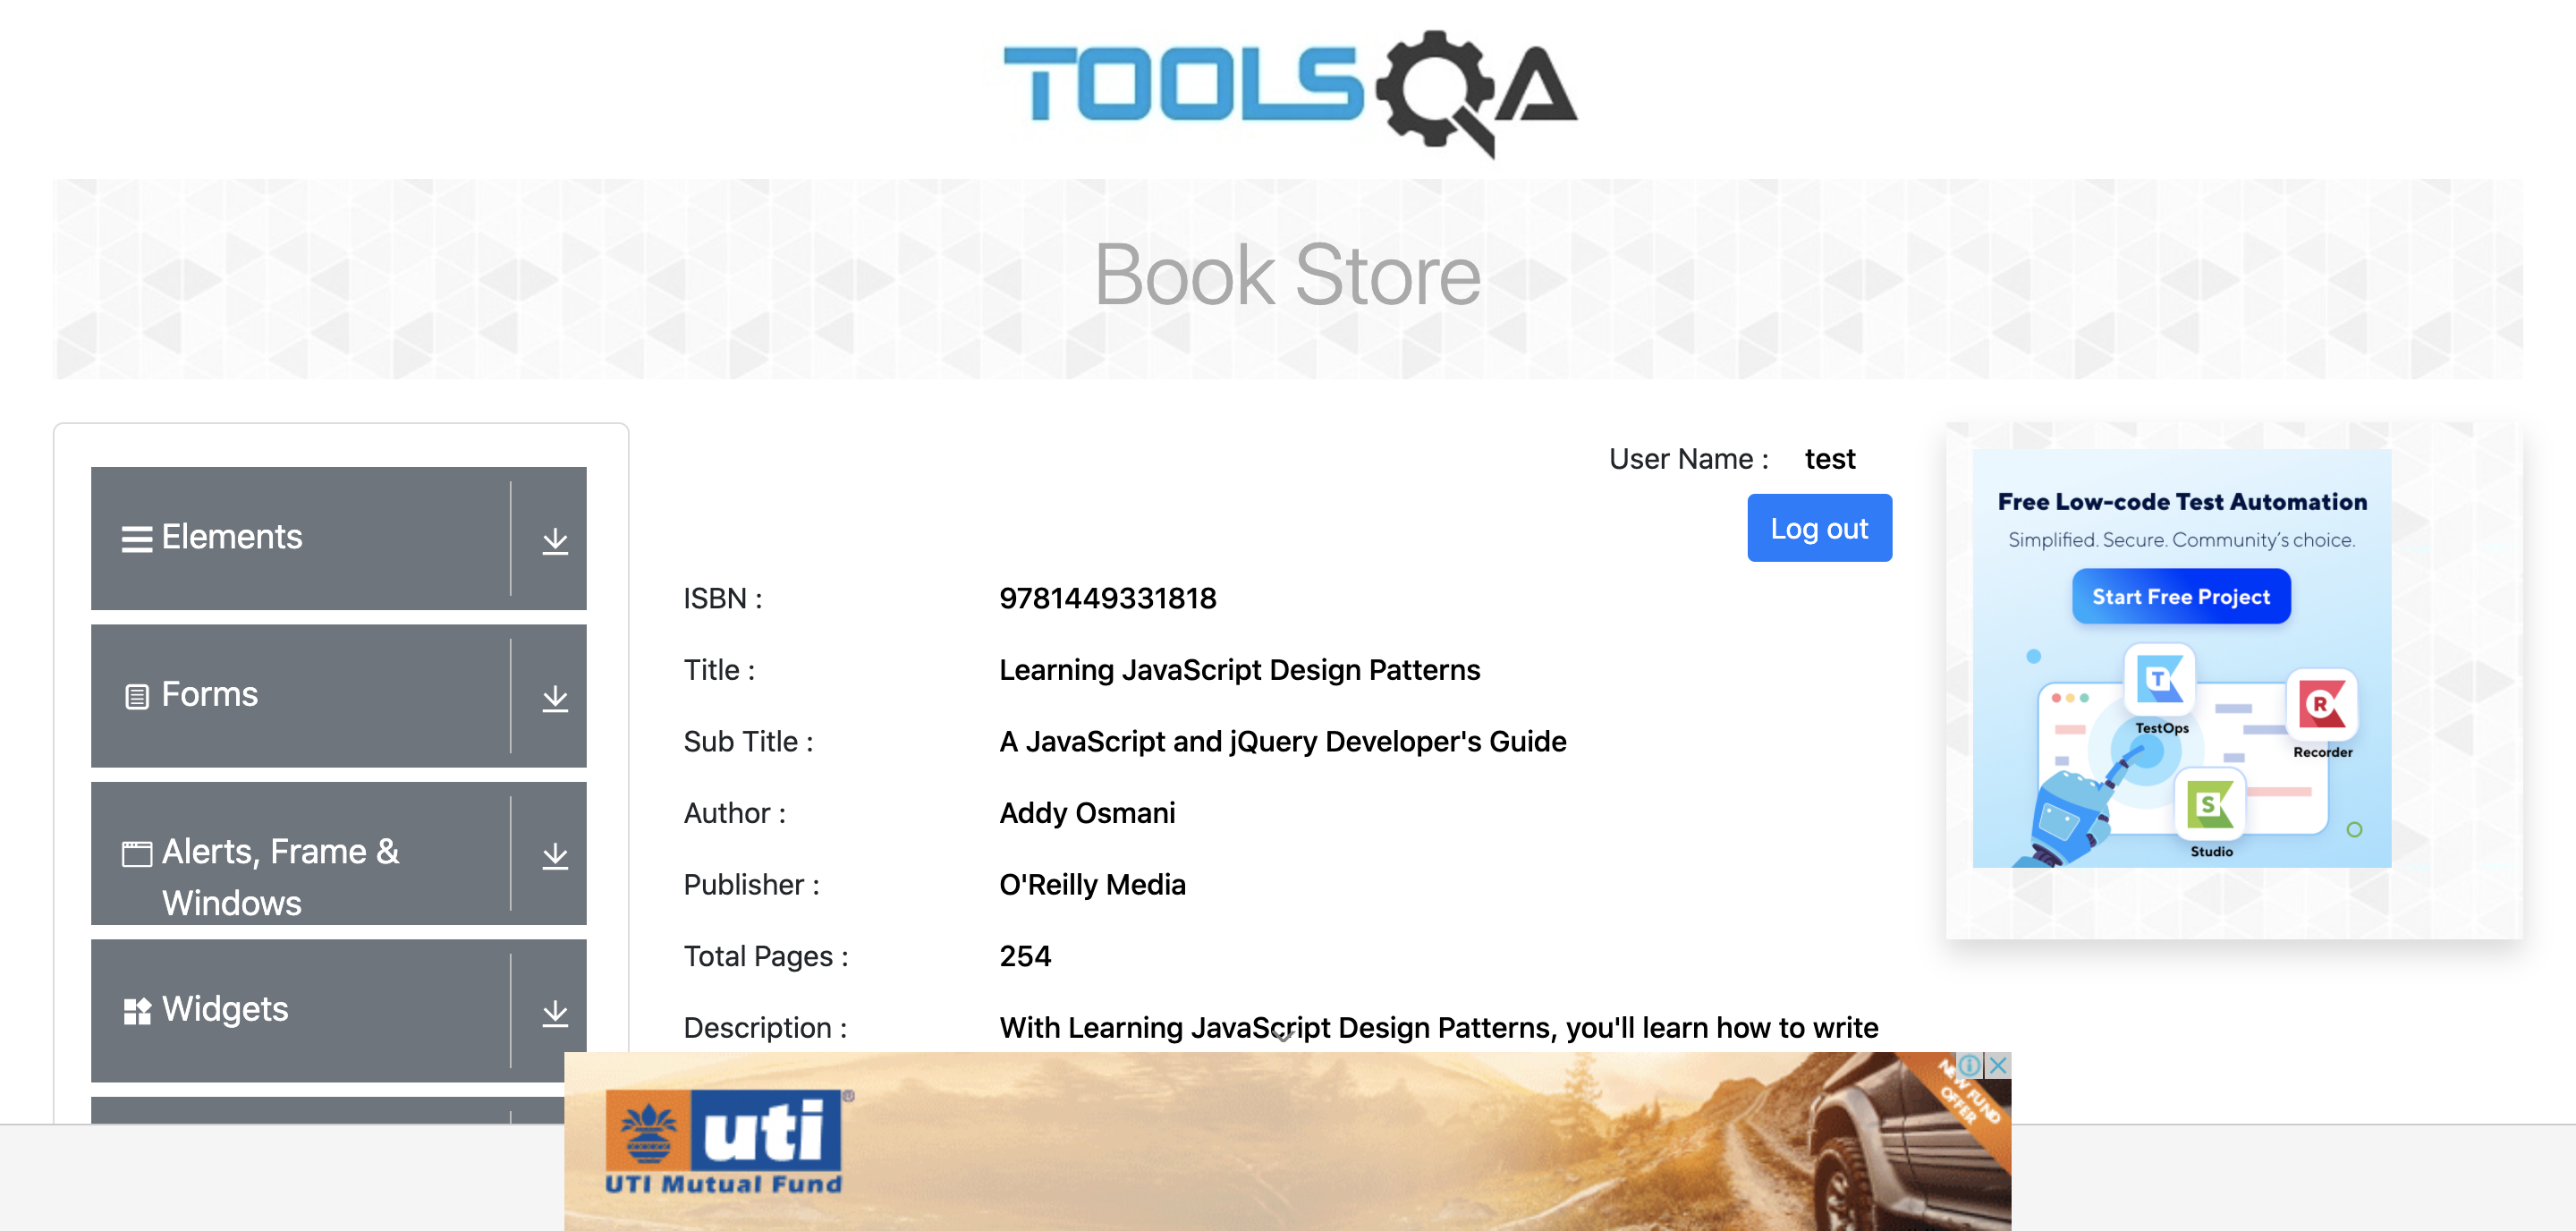 TOOLSQA
Book Store
Elements
Forms
Alerts, Frame &
Windows
Widgets
User Name : test
Log out
ISBN : 9781449331818
Title : Learning JavaScript Design Patterns
Sub Title : A JavaScript and jQuery Developer's Guide
Author : Addy Osmani
Publisher : O'Reilly Media
Total Pages : 254
Description : With Learning JavaScript Design Patterns, you'll learn how to write
Free Low-code Test Automation
Simplified. Secure. Community's choice.
Start Free Project
T
TestOps
R
Recorder
S
Studio
uti
UTI Mutual Fund
NEW FUND
OFFER